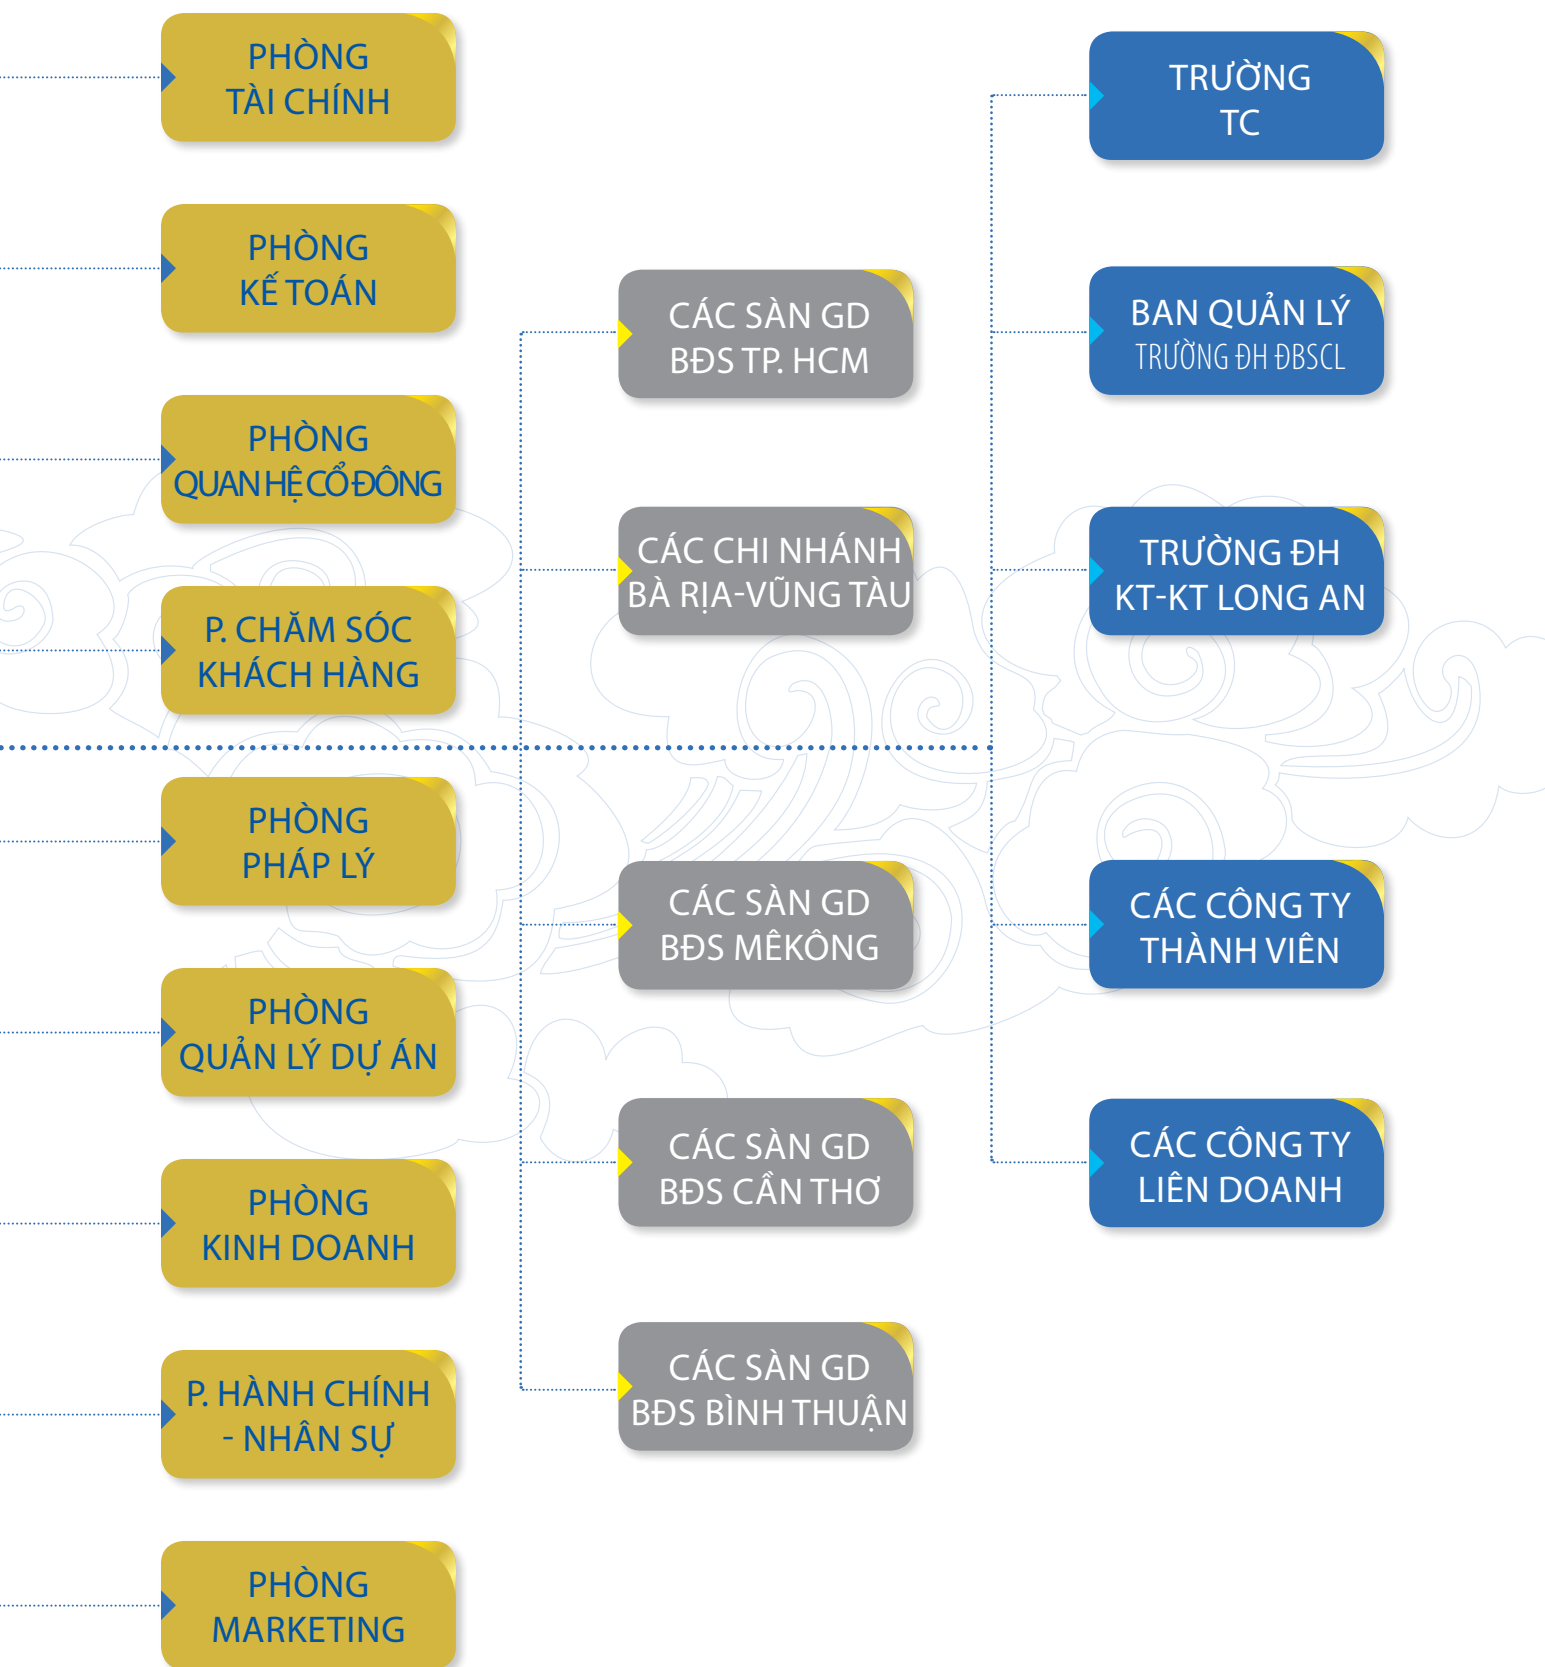 PHÒNG
TÀI CHÍNH
PHÒNG
KẾ TOÁN
PHÒNG
QUAN HỆ CỔ ĐÔNG
P. CHĂM SÓC
KHÁCH HÀNG
PHÒNG
PHÁP LÝ
PHÒNG
QUẢN LÝ DỰ ÁN
PHÒNG
KINH DOANH
P. HÀNH CHÍNH
- NHÂN SỰ
PHÒNG
MARKETING
CÁC SÀN GD
BĐS TP. HCM
CÁC CHI NHÁNH
BÀ RỊA-VŨNG TÀU
CÁC SÀN GD
BĐS MÊKÔNG
CÁC SÀN GD
BĐS CẦN THƠ
CÁC SÀN GD
BĐS BÌNH THUẬN
TRƯỜNG
TC
BAN QUẢN LÝ
TRƯỜNG ĐH ĐBSCL
TRƯỜNG ĐH
KT-KT LONG AN
CÁC CÔNG TY
THÀNH VIÊN
CÁC CÔNG TY
LIÊN DOANH